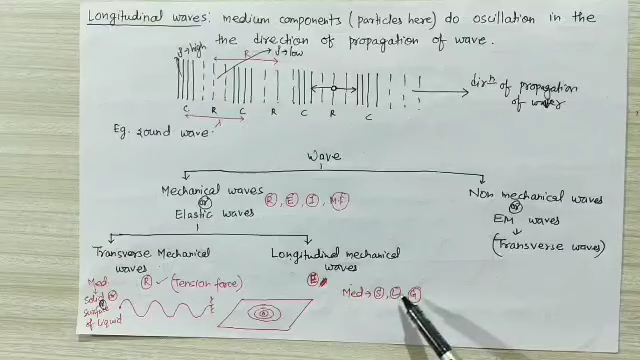 Longitudinal waves: medium components (particles here) do oscillation in the
the direction of propagation of wave.
ρ→high
R
ρ→low
C R C R C R C
λ
dirⁿ of propagation
of wave
Eg. sound wave.
Wave
Mechanical waves
or
Elastic waves
R, E, I, M.F
Non mechanical waves
or
EM waves
(Transverse waves)
Transverse Mechanical
waves
Longitudinal mechanical
waves
Med.
solid or
surface
of liquid
R ✓ (Tension force)
E
Med → S, L, G